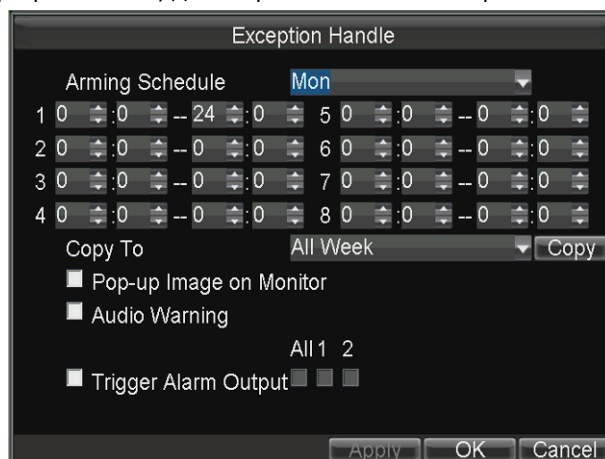 Exception Handle
Arming Schedule Mon
1 0 :0 -- 24 :0 5 0 :0 -- 0 :0
2 0 :0 -- 0 :0 6 0 :0 -- 0 :0
3 0 :0 -- 0 :0 7 0 :0 -- 0 :0
4 0 :0 -- 0 :0 8 0 :0 -- 0 :0
Copy To All Week Copy
Pop-up Image on Monitor
Audio Warning
All 1 2
Trigger Alarm Output
Apply OK Cancel